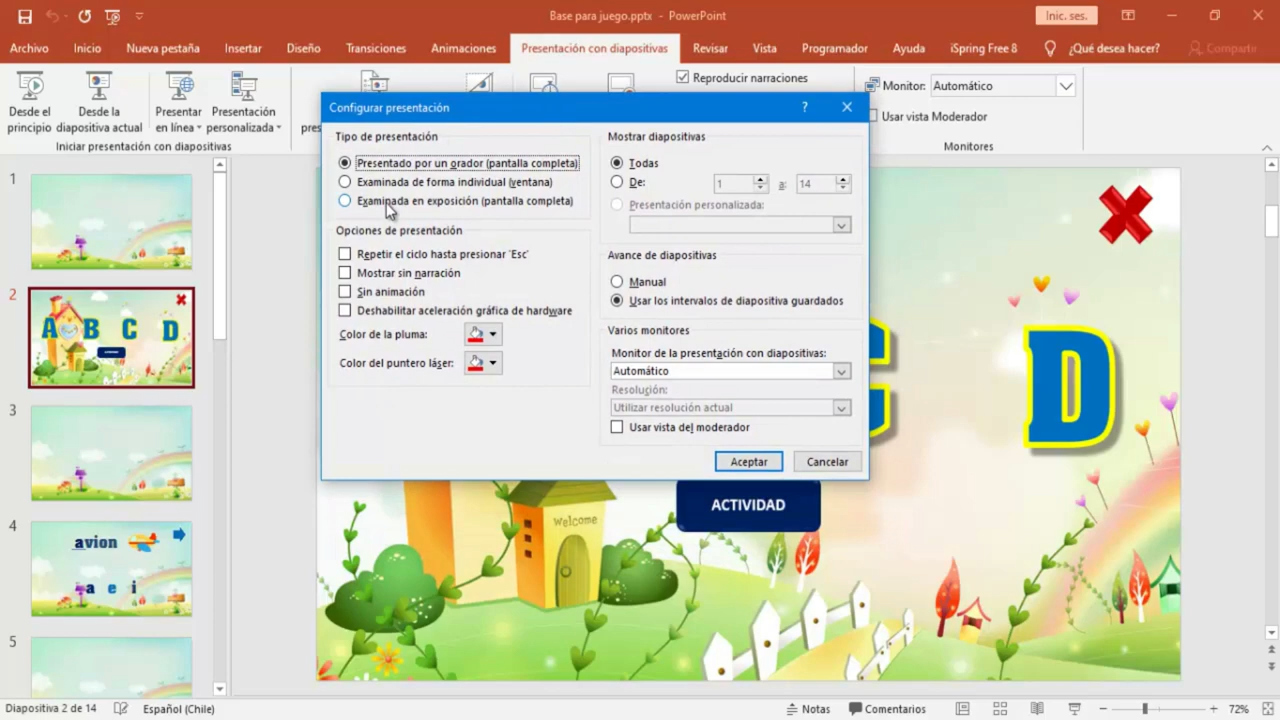 Base para juego.pptx - PowerPoint
Inic. ses.
Archivo Inicio Nueva pestaña Insertar Diseño Transiciones Animaciones Presentación con diapositivas Revisar Vista Programador Ayuda iSpring Free 8 ¿Qué desea hacer? Compartir
Desde el principio
Desde la diapositiva actual
Presentar en línea
Presentación personalizada
pres
Reproducir narraciones
Monitor: Automático
Usar vista Moderador
Iniciar presentación con diapositivas
Monitores
Configurar presentación
Tipo de presentación
Presentado por un orador (pantalla completa)
Examinada de forma individual (ventana)
Examinada en exposición (pantalla completa)
Opciones de presentación
Repetir el ciclo hasta presionar 'Esc'
Mostrar sin narración
Sin animación
Deshabilitar aceleración gráfica de hardware
Color de la pluma:
Color del puntero láser:
Mostrar diapositivas
Todas
De: 1 a: 14
Presentación personalizada:
Avance de diapositivas
Manual
Usar los intervalos de diapositiva guardados
Varios monitores
Monitor de la presentación con diapositivas:
Automático
Resolución:
Utilizar resolución actual
Usar vista del moderador
Aceptar Cancelar
1
2
A B C D
ACTIVIDAD
3
4
avion
a e i
5
C D
ACTIVIDAD
Welcome
Diapositiva 2 de 14 Español (Chile) Notas Comentarios 72%